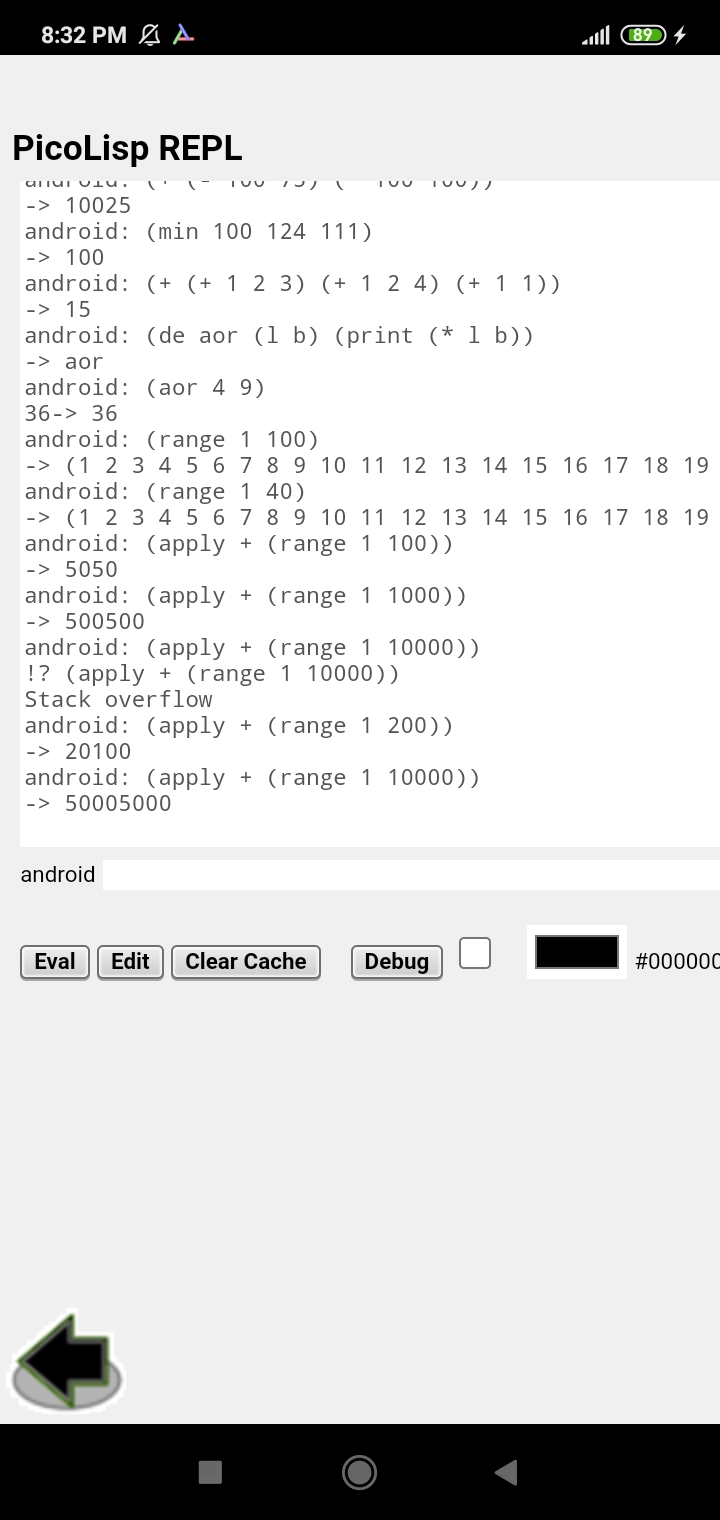 8:32 PM
89
PicoLisp REPL
-> 10025
android: (min 100 124 111)
-> 100
android: (+ (+ 1 2 3) (+ 1 2 4) (+ 1 1))
-> 15
android: (de aor (l b) (print (* l b))
-> aor
android: (aor 4 9)
36-> 36
android: (range 1 100)
-> (1 2 3 4 5 6 7 8 9 10 11 12 13 14 15 16 17 18 19
android: (range 1 40)
-> (1 2 3 4 5 6 7 8 9 10 11 12 13 14 15 16 17 18 19
android: (apply + (range 1 100))
-> 5050
android: (apply + (range 1 1000))
-> 500500
android: (apply + (range 1 10000))
!? (apply + (range 1 10000))
Stack overflow
android: (apply + (range 1 200))
-> 20100
android: (apply + (range 1 10000))
-> 50005000
android
Eval Edit Clear Cache Debug #000000